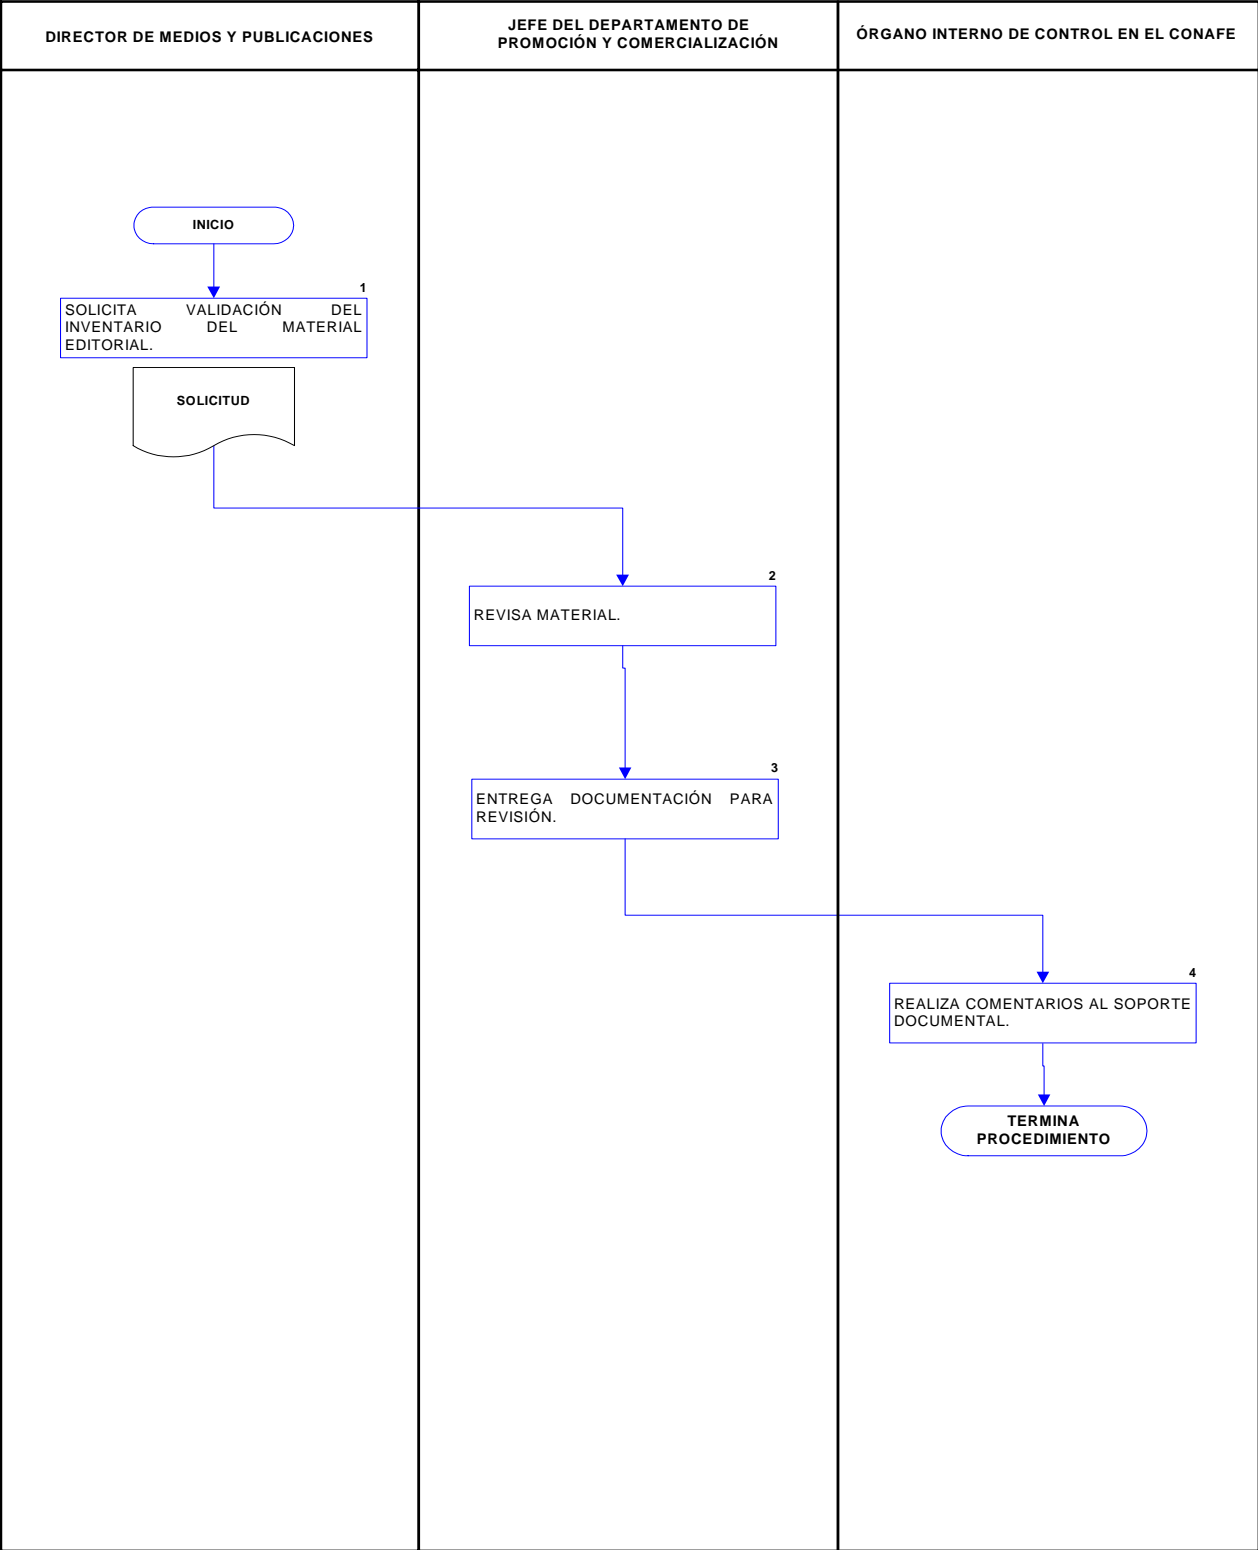 DIRECTOR DE MEDIOS Y PUBLICACIONES
JEFE DEL DEPARTAMENTO DE
PROMOCIÓN Y COMERCIALIZACIÓN
ÓRGANO INTERNO DE CONTROL EN EL CONAFE
INICIO
1
SOLICITA VALIDACIÓN DEL
INVENTARIO DEL MATERIAL
EDITORIAL.
SOLICITUD
2
REVISA MATERIAL.
3
ENTREGA DOCUMENTACIÓN PARA
REVISIÓN.
4
REALIZA COMENTARIOS AL SOPORTE
DOCUMENTAL.
TERMINA
PROCEDIMIENTO